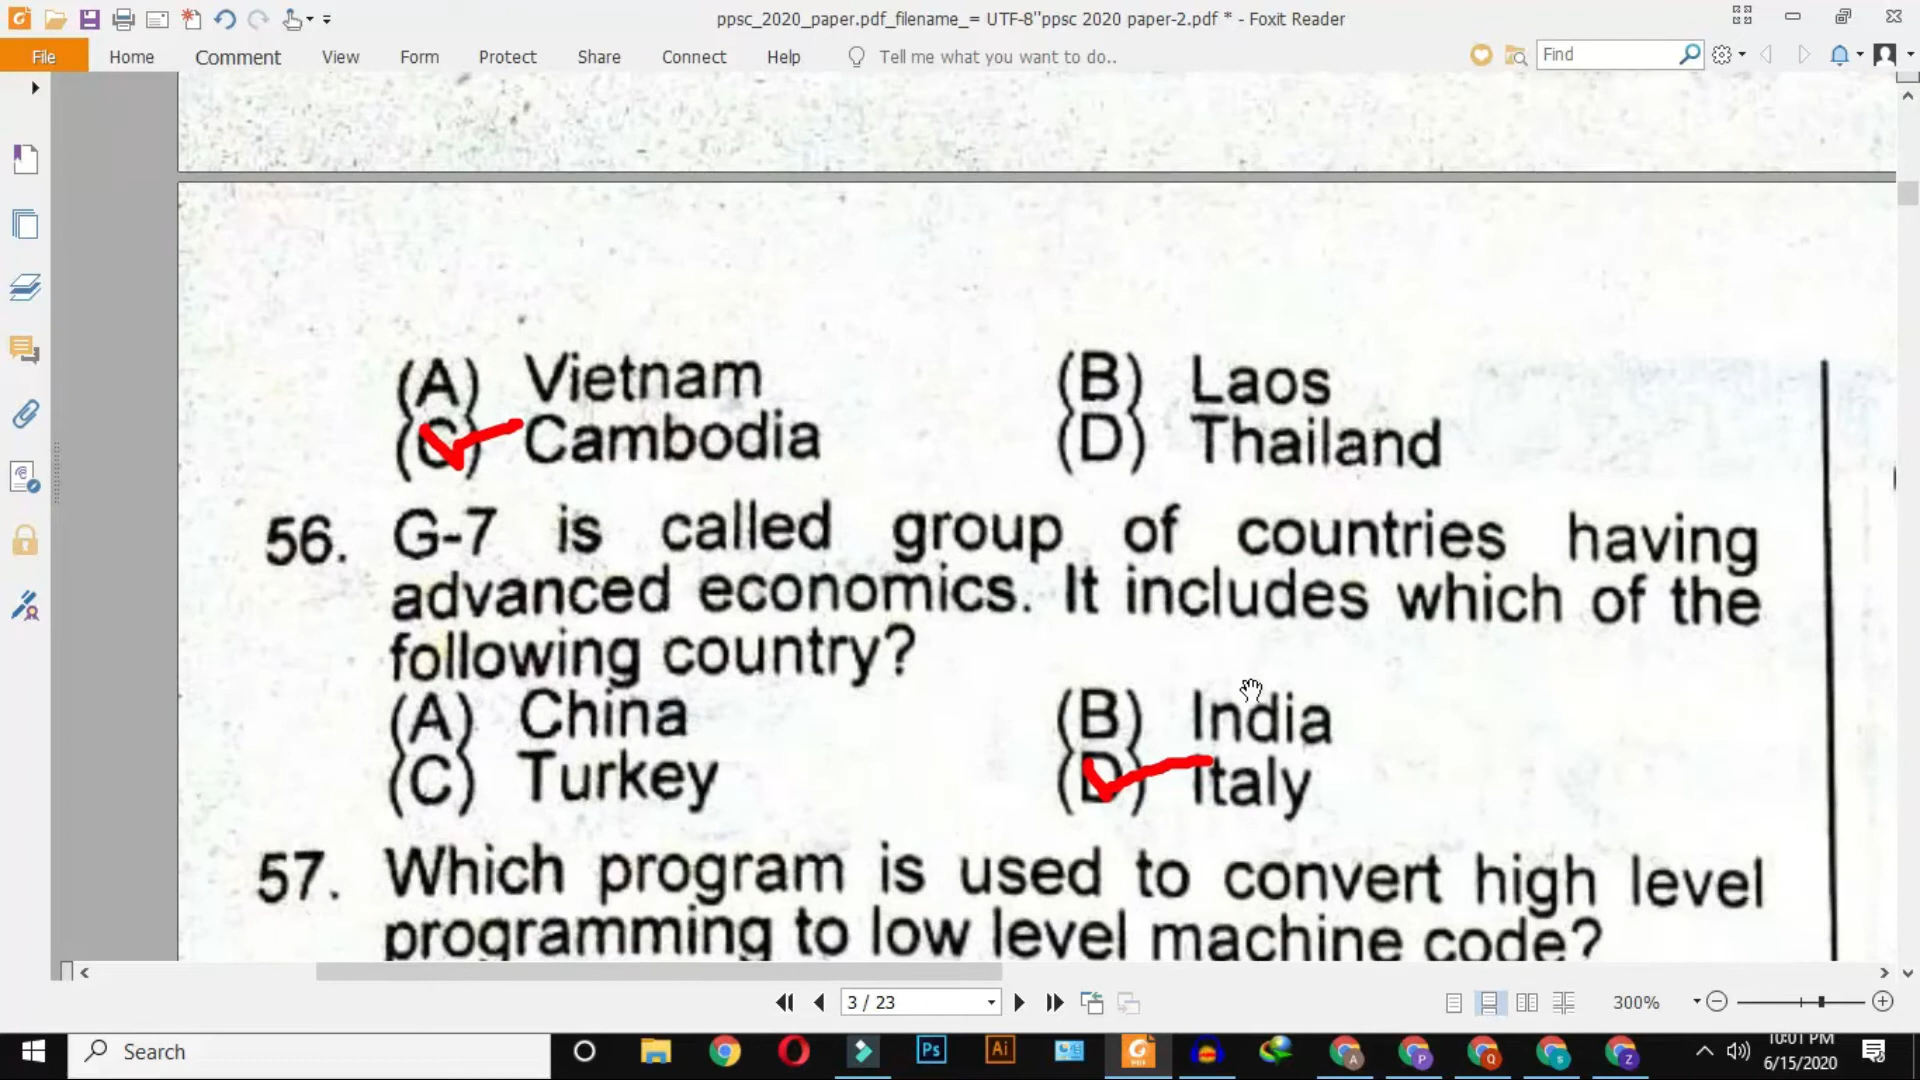 ppsc_2020_paper.pdf_filename_= UTF-8''ppsc 2020 paper-2.pdf * - Foxit Reader
File Home Comment View Form Protect Share Connect Help Tell me what you want to do.. Find
(A) Vietnam (B) Laos
(C) Cambodia (D) Thailand
56. G-7 is called group of countries having
advanced economics. It includes which of the
following country?
(A) China (B) India
(C) Turkey (D) Italy
57. Which program is used to convert high level
programming to low level machine code?
3 / 23 300%
Search Ps Ai A P Q S Z 10:01 PM
6/15/2020